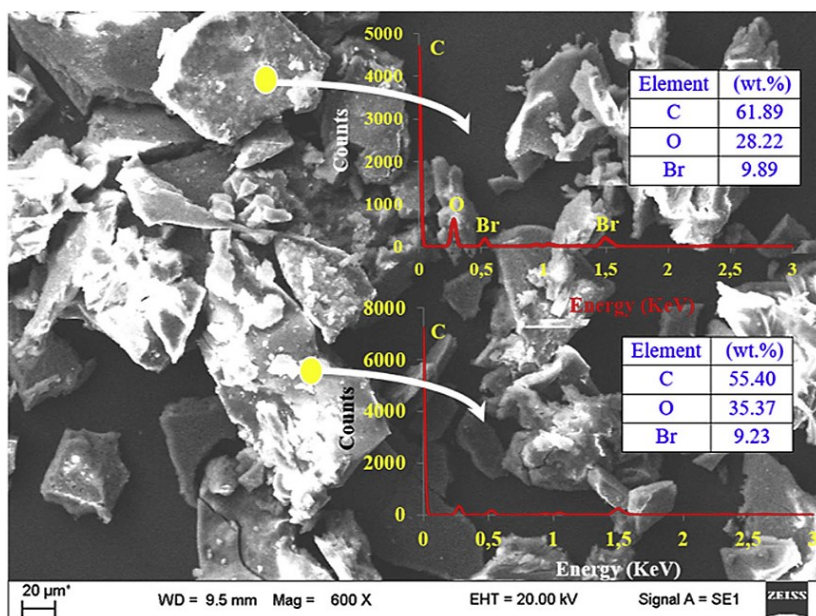 5000
C
4000
3000
2000
1000
0
Counts
O
Br
Br
0
0,5
1
1,5
2
2,5
3
Energy (KeV)
Element (wt.%)
C 61.89
O 28.22
Br 9.89
8000
C
6000
4000
2000
0
Counts
0
0,5
1
1,5
2
2,5
3
Energy (KeV)
Element (wt.%)
C 55.40
O 35.37
Br 9.23
20 µm*
WD = 9.5 mm Mag = 600 X EHT = 20.00 kV Signal A = SE1 ZEISS